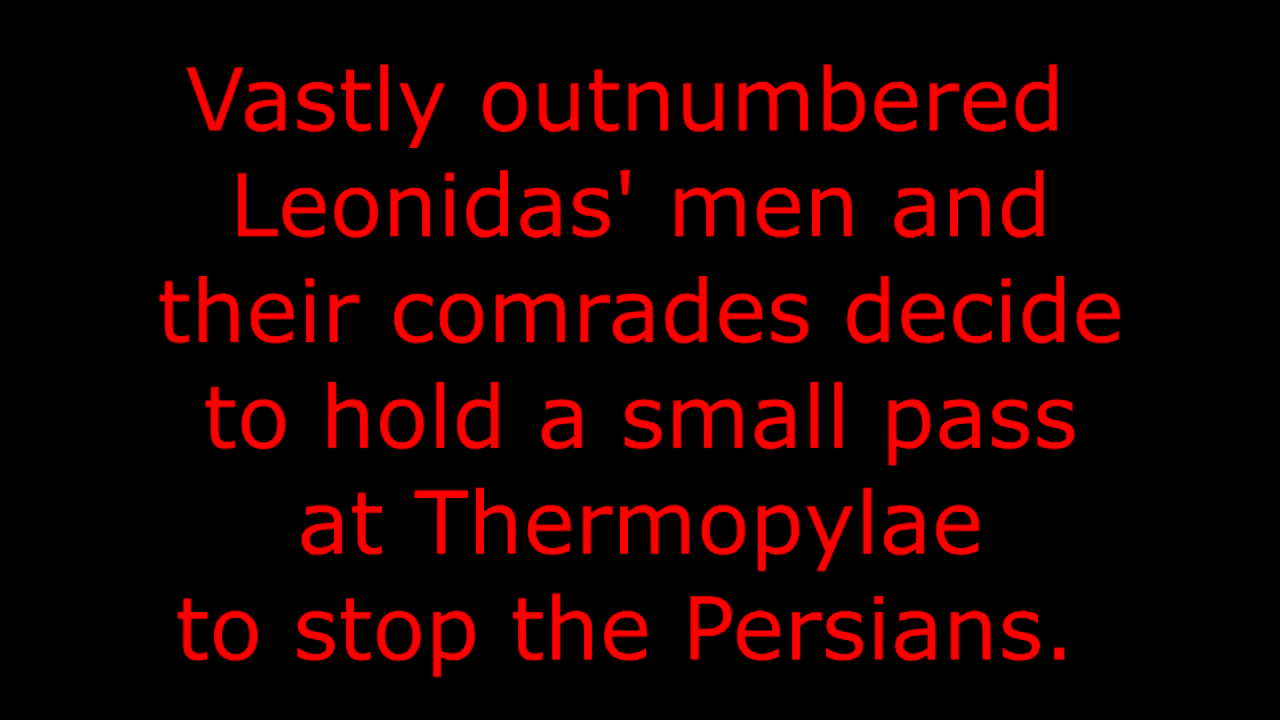 Vastly outnumbered
Leonidas' men and
their comrades decide
to hold a small pass
at Thermopylae
to stop the Persians.